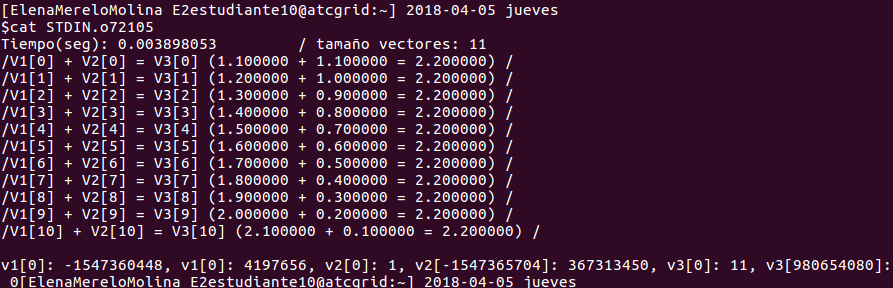 [ElenaMereloMolina E2estudiante10@atcgrid:~] 2018-04-05 jueves
$cat STDIN.o72105
Tiempo(seg): 0.003898053 / tamaño vectores: 11
/V1[0] + V2[0] = V3[0] (1.100000 + 1.100000 = 2.200000) /
/V1[1] + V2[1] = V3[1] (1.200000 + 1.000000 = 2.200000) /
/V1[2] + V2[2] = V3[2] (1.300000 + 0.900000 = 2.200000) /
/V1[3] + V2[3] = V3[3] (1.400000 + 0.800000 = 2.200000) /
/V1[4] + V2[4] = V3[4] (1.500000 + 0.700000 = 2.200000) /
/V1[5] + V2[5] = V3[5] (1.600000 + 0.600000 = 2.200000) /
/V1[6] + V2[6] = V3[6] (1.700000 + 0.500000 = 2.200000) /
/V1[7] + V2[7] = V3[7] (1.800000 + 0.400000 = 2.200000) /
/V1[8] + V2[8] = V3[8] (1.900000 + 0.300000 = 2.200000) /
/V1[9] + V2[9] = V3[9] (2.000000 + 0.200000 = 2.200000) /
/V1[10] + V2[10] = V3[10] (2.100000 + 0.100000 = 2.200000) /
v1[0]: -1547360448, v1[0]: 4197656, v2[0]: 1, v2[-1547365704]: 367313450, v3[0]: 11, v3[980654080]:
0[ElenaMereloMolina E2estudiante10@atcgrid:~] 2018-04-05 jueves